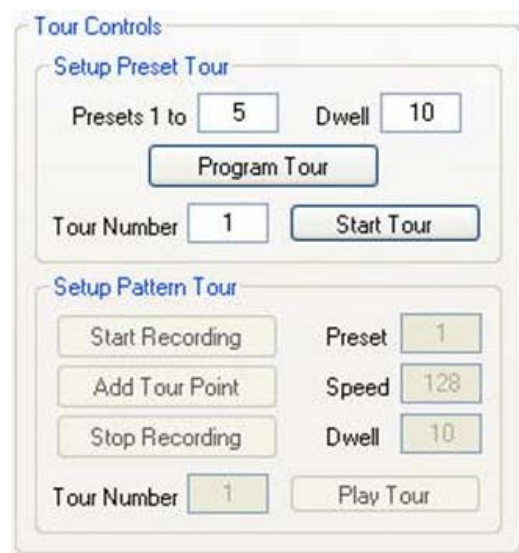 Tour Controls
Setup Preset Tour
Presets 1 to 5 Dwell 10
Program Tour
Tour Number 1 Start Tour
Setup Pattern Tour
Start Recording Preset 1
Add Tour Point Speed 128
Stop Recording Dwell 10
Tour Number 1 Play Tour